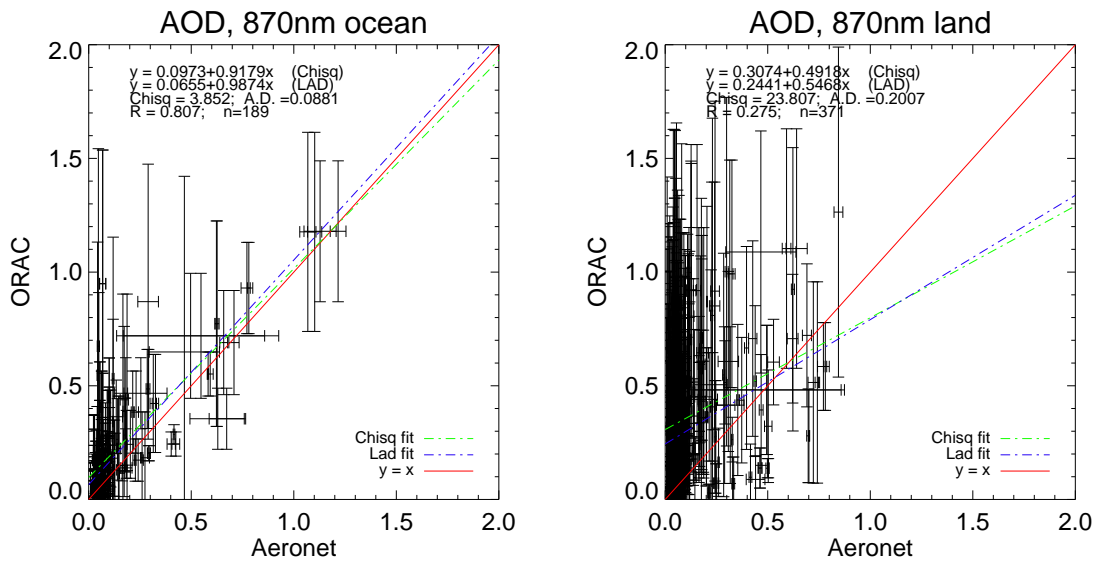 AOD, 870nm ocean
2.0
1.5
1.0
0.5
0.0
ORAC
y = 0.0973+0.9179x (Chisq)
y = 0.0655+0.9874x (LAD)
Chisq = 3.852; A.D. =0.0881
R = 0.807; n=189
Chisq fit
Lad fit
y = x
0.0 0.5 1.0 1.5 2.0
Aeronet
AOD, 870nm land
2.0
1.5
1.0
0.5
0.0
ORAC
y = 0.3074+0.4918x (Chisq)
y = 0.2441+0.5468x (LAD)
Chisq = 23.807; A.D. =0.2007
R = 0.275; n=371
Chisq fit
Lad fit
y = x
0.0 0.5 1.0 1.5 2.0
Aeronet